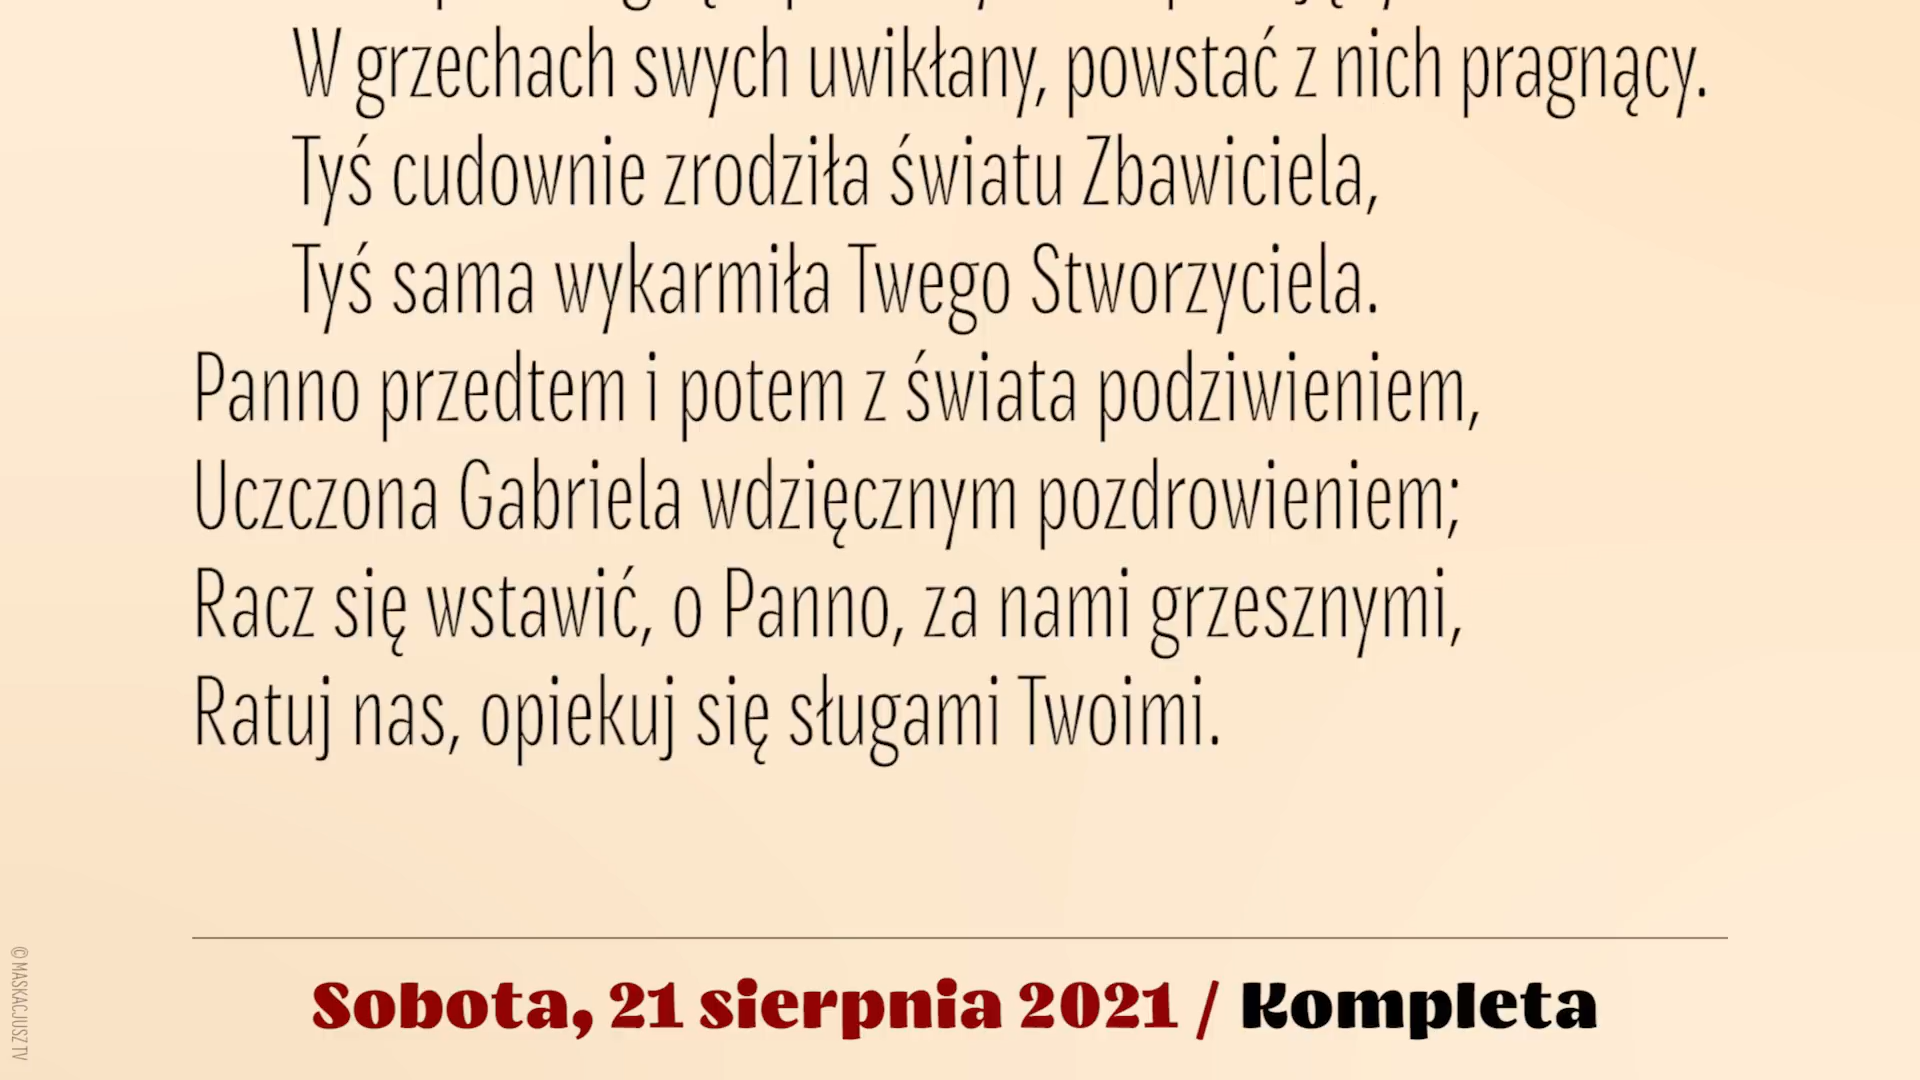 W grzechach swych uwikłany, powstać z nich pragnący.
Tyś cudownie zrodziła światu Zbawiciela,
Tyś sama wykarmiła Twego Stworzyciela.
Panno przedtem i potem z świata podziwieniem,
Uczczona Gabriela wdzięcznym pozdrowieniem;
Racz się wstawić, o Panno, za nami grzesznymi,
Ratuj nas, opiekuj się sługami Twoimi.
Sobota, 21 sierpnia 2021 / Kompleta
© MASKACJUSZ TV